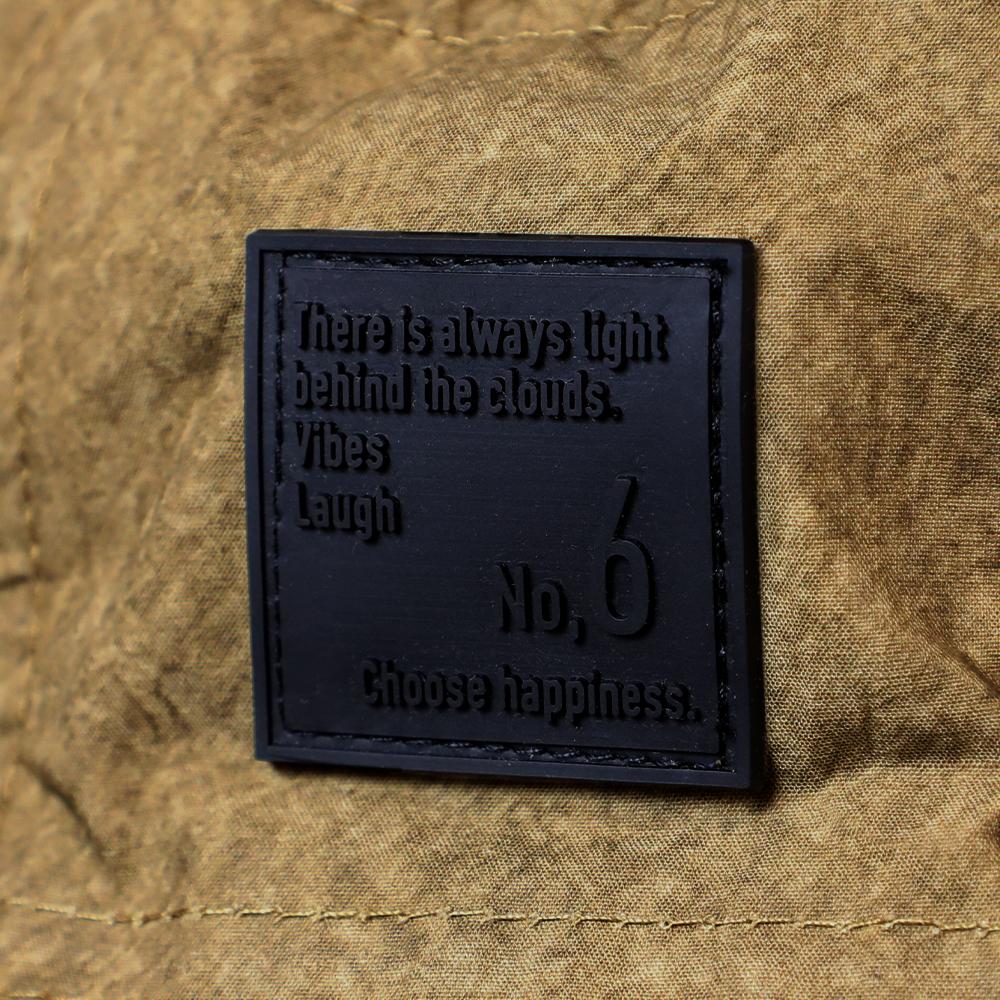 There is always light
behind the clouds.
Vibes
Laugh
No, 6
Choose happiness.